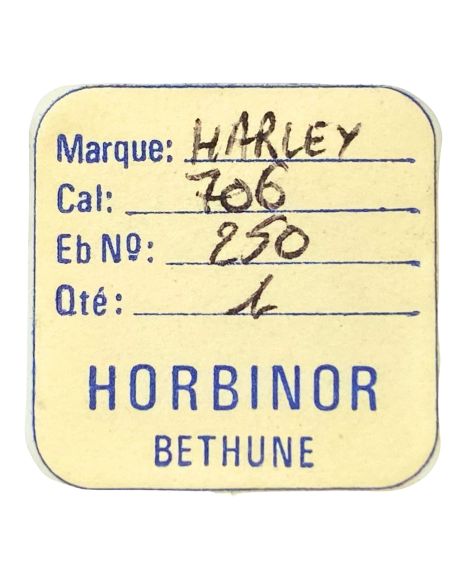 Marque: HARLEY
Cal: 706
Eb Nº: 250
Qté: 1
HORBINOR
BETHUNE